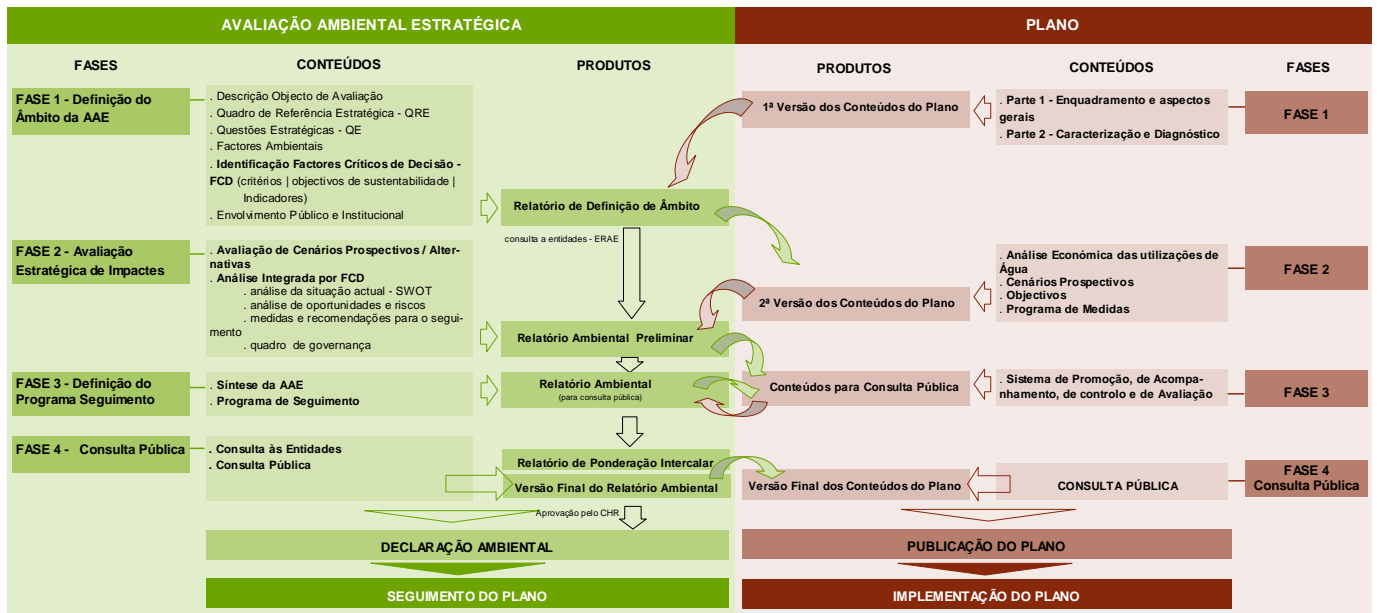 AVALIAÇÃO AMBIENTAL ESTRATÉGICA
PLANO
FASES
CONTEÚDOS
PRODUTOS
PRODUTOS
CONTEÚDOS
FASES
FASE 1 - Definição do
Âmbito da AAE
. Descrição Objecto de Avaliação
. Quadro de Referência Estratégica - QRE
. Questões Estratégicas - QE
. Factores Ambientais
. Identificação Factores Críticos de Decisão -
FCD (critérios | objectivos de sustentabilidade |
Indicadores)
. Envolvimento Público e Institucional
Relatório de Definição de Âmbito
consulta a entidades - ERAE
1ª Versão dos Conteúdos do Plano
. Parte 1 - Enquadramento e aspectos
gerais
. Parte 2 - Caracterização e Diagnóstico
FASE 1
FASE 2 - Avaliação
Estratégica de Impactes
. Avaliação de Cenários Prospectivos / Alter-
nativas
. Análise Integrada por FCD
. análise da situação actual - SWOT
. análise de oportunidades e riscos
. medidas e recomendações para o segui-
mento
. quadro de governança
Relatório Ambiental Preliminar
2ª Versão dos Conteúdos do Plano
. Análise Económica das utilizações de
Água
. Cenários Prospectivos
. Objectivos
. Programa de Medidas
FASE 2
FASE 3 - Definição do
Programa Seguimento
. Síntese da AAE
. Programa de Seguimento
Relatório Ambiental
(para consulta pública)
Conteúdos para Consulta Pública
. Sistema de Promoção, de Acompa-
nhamento, de controlo e de Avaliação
FASE 3
FASE 4 - Consulta Pública
. Consulta às Entidades
. Consulta Pública
Relatório de Ponderação Intercalar
Versão Final do Relatório Ambiental
Versão Final dos Conteúdos do Plano
CONSULTA PÚBLICA
FASE 4
Consulta Pública
Aprovação pelo CHR
DECLARAÇÃO AMBIENTAL
PUBLICAÇÃO DO PLANO
SEGUIMENTO DO PLANO
IMPLEMENTAÇÃO DO PLANO